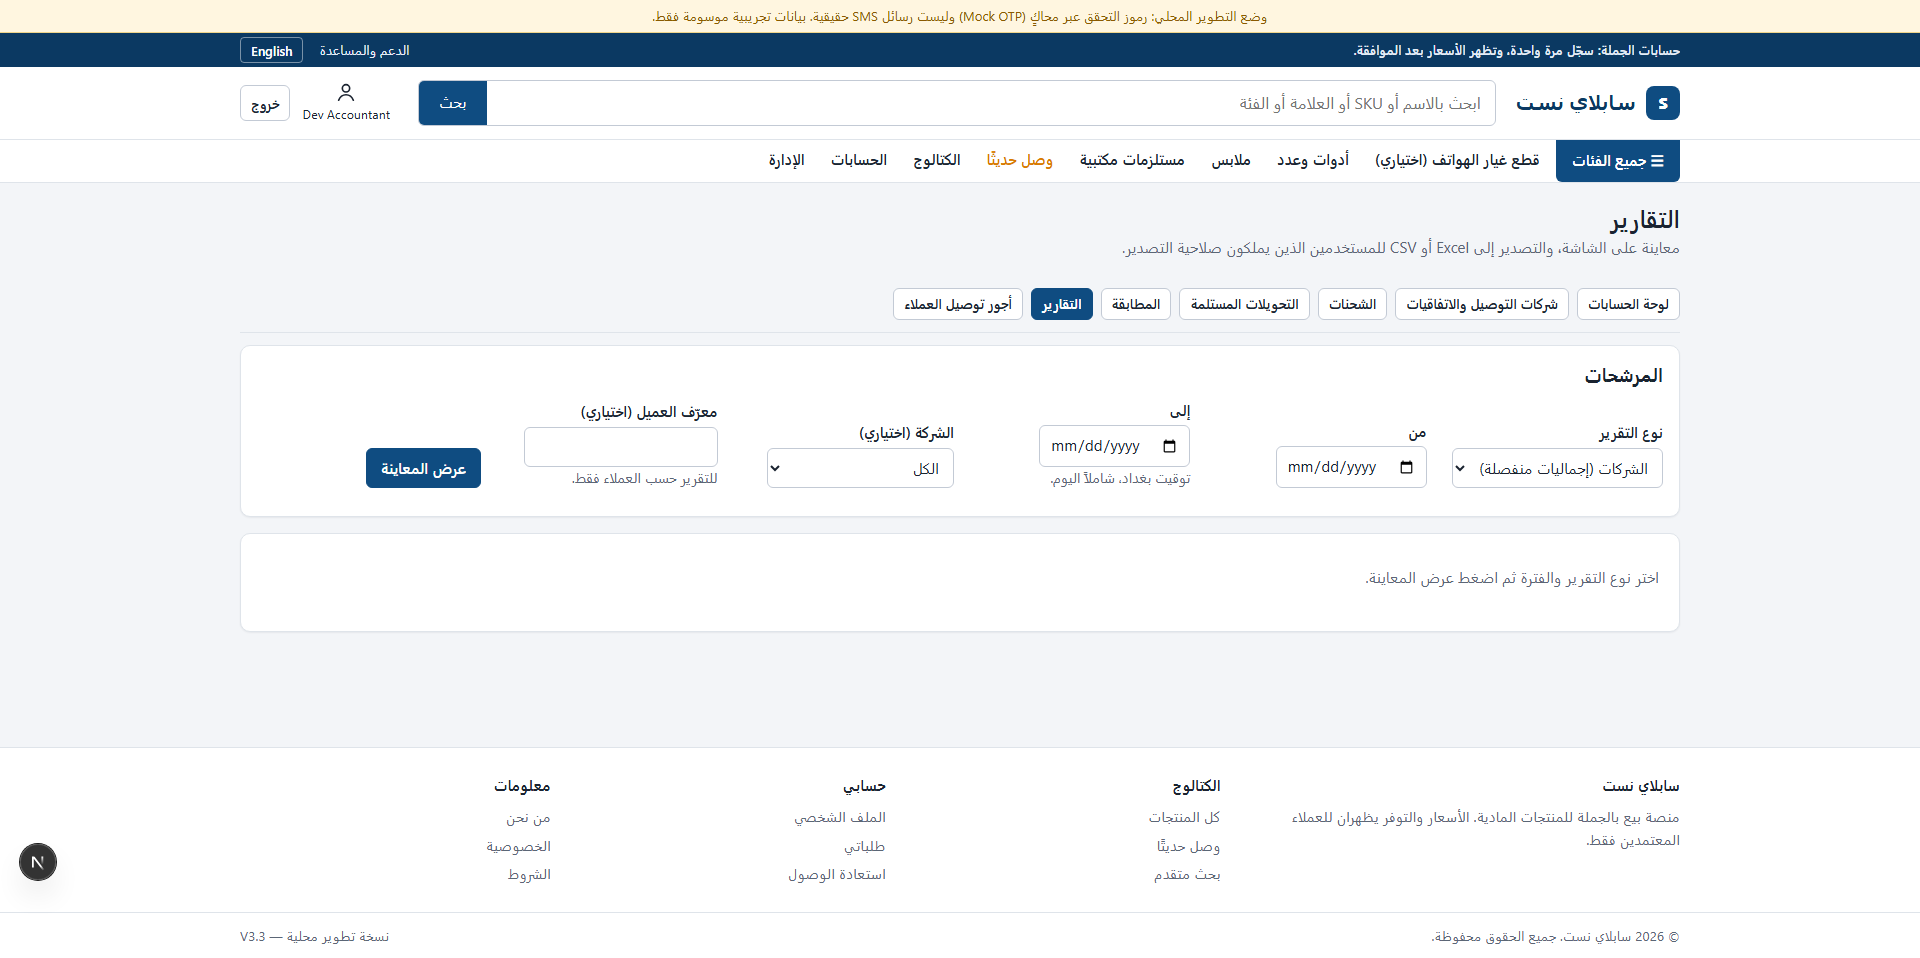 وضع التطوير المحلي: رموز التحقق عبر محاكٍ (Mock OTP) وليست رسائل SMS حقيقية. بيانات تجريبية موسومة فقط.
حسابات الجملة: سجّل مرة واحدة، وتظهر الأسعار بعد الموافقة.
الدعم والمساعدة
English
S
سابلاي نست
ابحث بالاسم أو SKU أو العلامة أو الفئة
بحث
Dev Accountant
خروج
☰ جميع الفئات
قطع غيار الهواتف (اختياري)
أدوات وعدد
ملابس
مستلزمات مكتبية
وصل حديثًا
الكتالوج
الحسابات
الإدارة
التقارير
معاينة على الشاشة، والتصدير إلى Excel أو CSV للمستخدمين الذين يملكون صلاحية التصدير.
لوحة الحسابات
شركات التوصيل والاتفاقيات
الشحنات
التحويلات المستلمة
المطابقة
التقارير
أجور توصيل العملاء
المرشحات
نوع التقرير
الشركات (إجماليات منفصلة)
من
mm/dd/yyyy
إلى
mm/dd/yyyy
توقيت بغداد، شاملاً اليوم.
الشركة (اختياري)
الكل
معرّف العميل (اختياري)
للتقرير حسب العملاء فقط.
عرض المعاينة
اختر نوع التقرير والفترة ثم اضغط عرض المعاينة.
سابلاي نست
منصة بيع بالجملة للمنتجات المادية. الأسعار والتوفر يظهران للعملاء
المعتمدين فقط.
الكتالوج
كل المنتجات
وصل حديثًا
بحث متقدم
حسابي
الملف الشخصي
طلباتي
استعادة الوصول
معلومات
من نحن
الخصوصية
الشروط
N
© 2026 سابلاي نست. جميع الحقوق محفوظة.
نسخة تطوير محلية — V3.3